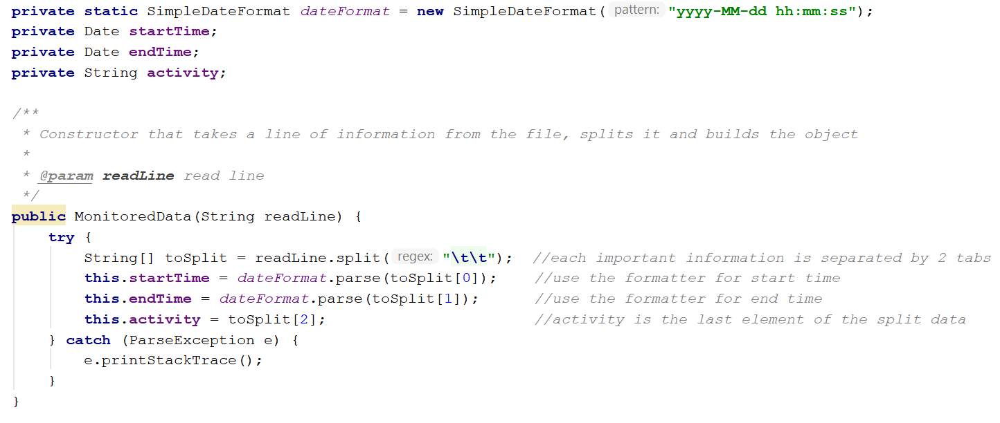 private static SimpleDateFormat dateFormat = new SimpleDateFormat( pattern: "yyyy-MM-dd hh:mm:ss");
private Date startTime;
private Date endTime;
private String activity;
/**
 * Constructor that takes a line of information from the file, splits it and builds the object
 *
 * @param readLine read line
 */
public MonitoredData(String readLine) {
    try {
        String[] toSplit = readLine.split( regex: "\t\t");  //each important information is separated by 2 tabs
        this.startTime = dateFormat.parse(toSplit[0]);    //use the formatter for start time
        this.endTime = dateFormat.parse(toSplit[1]);      //use the formatter for end time
        this.activity = toSplit[2];                       //activity is the last element of the split data
    } catch (ParseException e) {
        e.printStackTrace();
    }
}